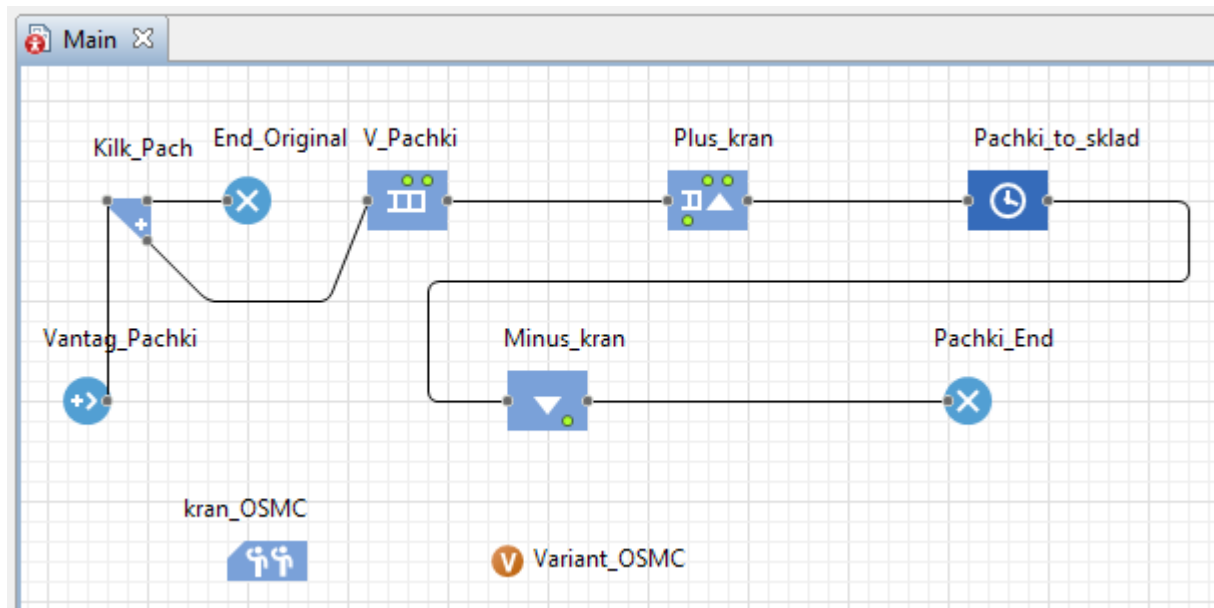 Main
Kilk_Pach
End_Original
V_Pachki
Plus_kran
Pachki_to_sklad
Vantag_Pachki
Minus_kran
Pachki_End
kran_OSMC
V
Variant_OSMC